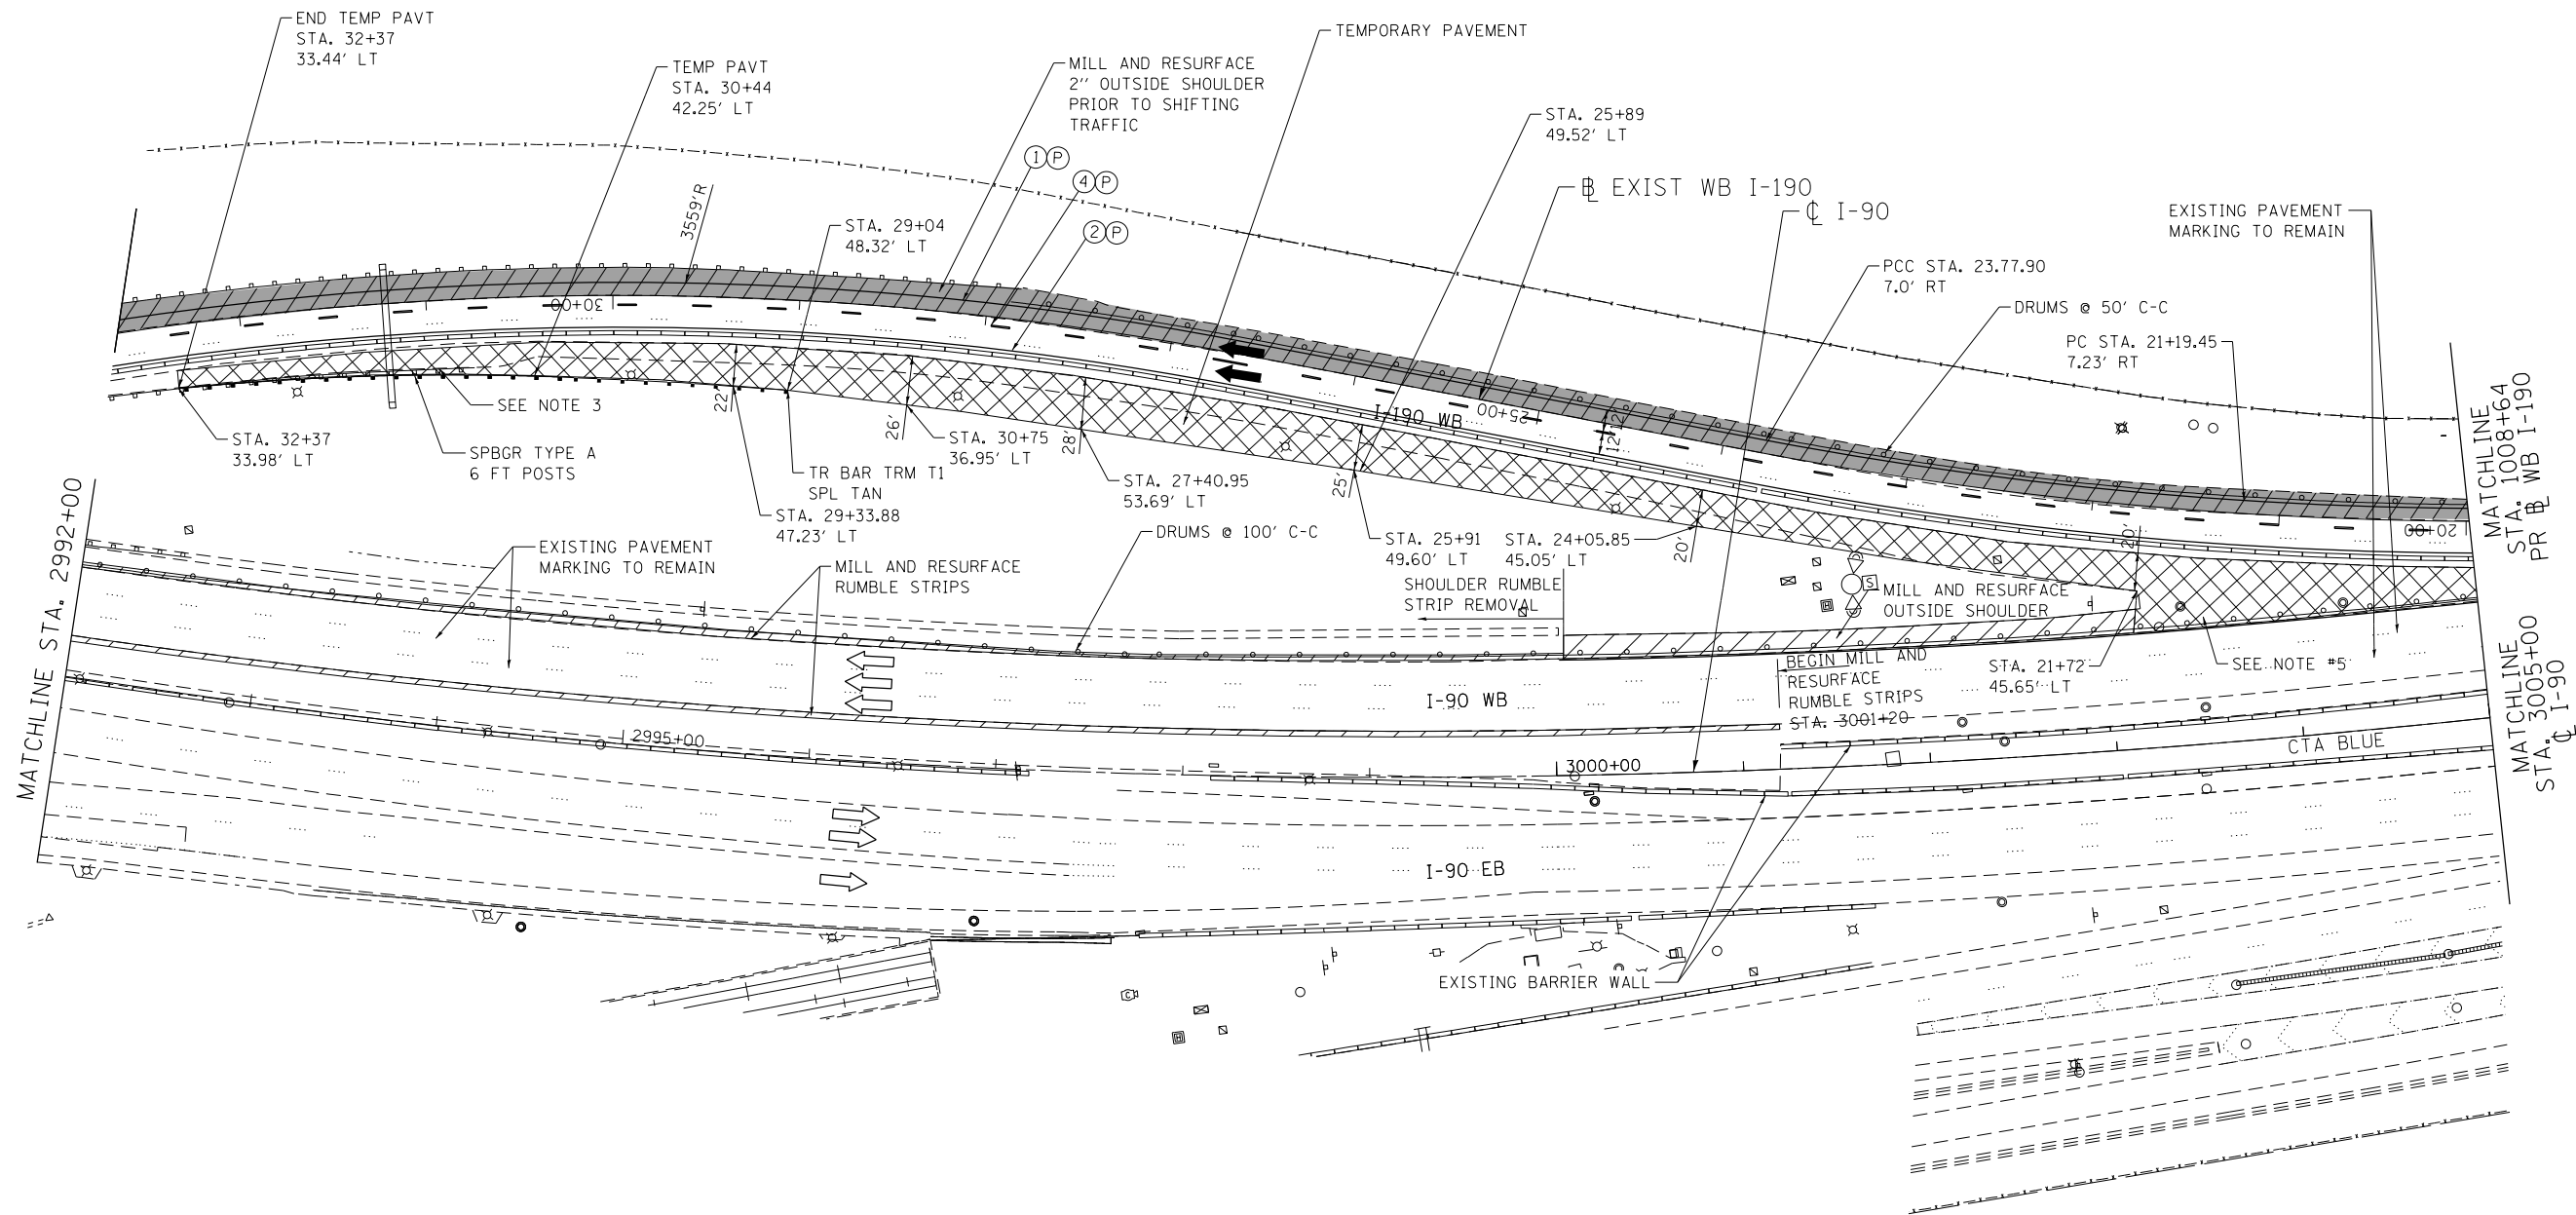 END TEMP PAVT
STA. 32+37
33.44' LT
TEMP PAVT
STA. 30+44
42.25' LT
MILL AND RESURFACE
2'' OUTSIDE SHOULDER
PRIOR TO SHIFTING
TRAFFIC
TEMPORARY PAVEMENT
STA. 25+89
49.52' LT
1 P
4 P
2 P
3559'R
STA. 29+04
48.32' LT
B EXIST WB I-190
C I-90
EXISTING PAVEMENT
MARKING TO REMAIN
PCC STA. 23.77.90
7.0' RT
DRUMS @ 50' C-C
PC STA. 21+19.45
7.23' RT
30+00
25+00
20+00
I-190 WB
12'
12'
SEE NOTE 3
SPBGR TYPE A
6 FT POSTS
STA. 32+37
33.98' LT
22'
26'
28'
25'
20'
20'
TR BAR TRM T1
SPL TAN
STA. 29+33.88
47.23' LT
STA. 30+75
36.95' LT
STA. 27+40.95
53.69' LT
DRUMS @ 100' C-C
STA. 25+91
49.60' LT
STA. 24+05.85
45.05' LT
SHOULDER RUMBLE
STRIP REMOVAL
MILL AND RESURFACE
OUTSIDE SHOULDER
S
MATCHLINE
STA. 1008+64
PR B WB I-190
MATCHLINE STA. 2992+00
EXISTING PAVEMENT
MARKING TO REMAIN
MILL AND RESURFACE
RUMBLE STRIPS
BEGIN MILL AND
RESURFACE
RUMBLE STRIPS
STA. 3001+20
STA. 21+72
45.65' LT
SEE NOTE #5
I-90 WB
2995+00
3000+00
CTA BLUE
MATCHLINE
STA. 3005+00
C I-90
I-90 EB
EXISTING BARRIER WALL
C
H